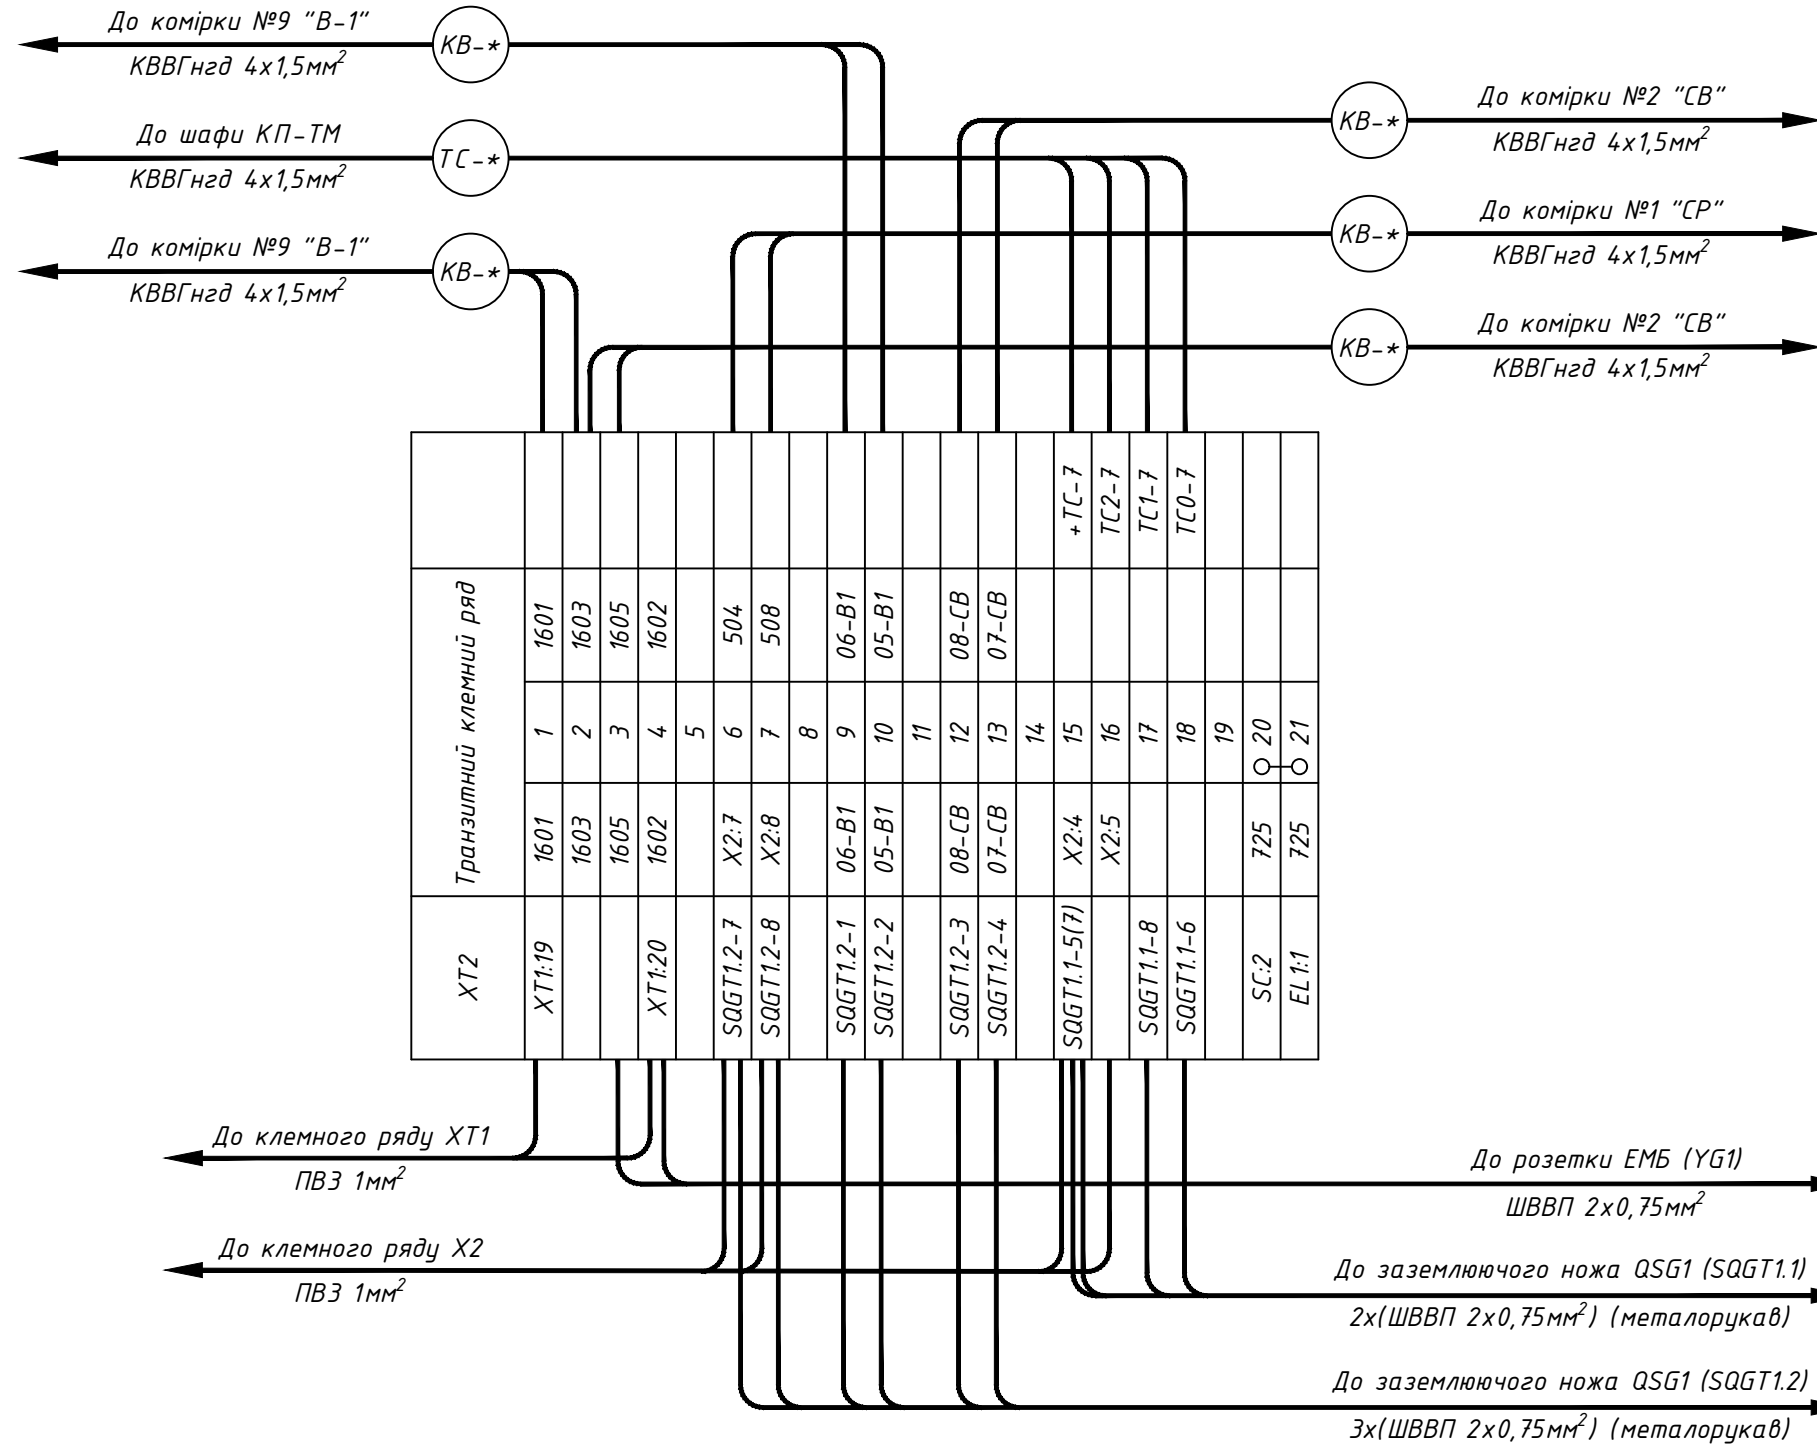 До комірки №9 "В-1"
КВ-*
КВВГнгд 4х1,5мм²
До комірки №2 "СВ"
КВ-*
КВВГнгд 4х1,5мм²
До шафи КП-ТМ
ТС-*
КВВГнгд 4х1,5мм²
До комірки №1 "СР"
КВ-*
КВВГнгд 4х1,5мм²
До комірки №9 "В-1"
КВ-*
КВВГнгд 4х1,5мм²
До комірки №2 "СВ"
КВ-*
КВВГнгд 4х1,5мм²
+ТС-7 ТС2-7 ТС1-7 ТС0-7
Транзитний клемний ряд
1601 1603 1605 1602 504 508 06-В1 05-В1 08-СВ 07-СВ
1 2 3 4 5 6 7 8 9 10 11 12 13 14 15 16 17 18 19 20 21
1601 1603 1605 1602 Х2:7 Х2:8 06-В1 05-В1 08-СВ 07-СВ Х2:4 Х2:5 725 725
ХТ2 ХТ1:19 ХТ1:20 SQGT1.2-7 SQGT1.2-8 SQGT1.2-1 SQGT1.2-2 SQGT1.2-3 SQGT1.2-4 SQGT1.1-5(7) SQGT1.1-8 SQGT1.1-6 SC:2 EL1:1
До клемного ряду ХТ1
ПВ3 1мм²
До розетки ЕМБ (YG1)
ШВВП 2х0,75мм²
До клемного ряду Х2
ПВ3 1мм²
До заземлюючого ножа QSG1 (SQGT1.1)
2х(ШВВП 2х0,75мм²) (металорукав)
До заземлюючого ножа QSG1 (SQGT1.2)
3х(ШВВП 2х0,75мм²) (металорукав)